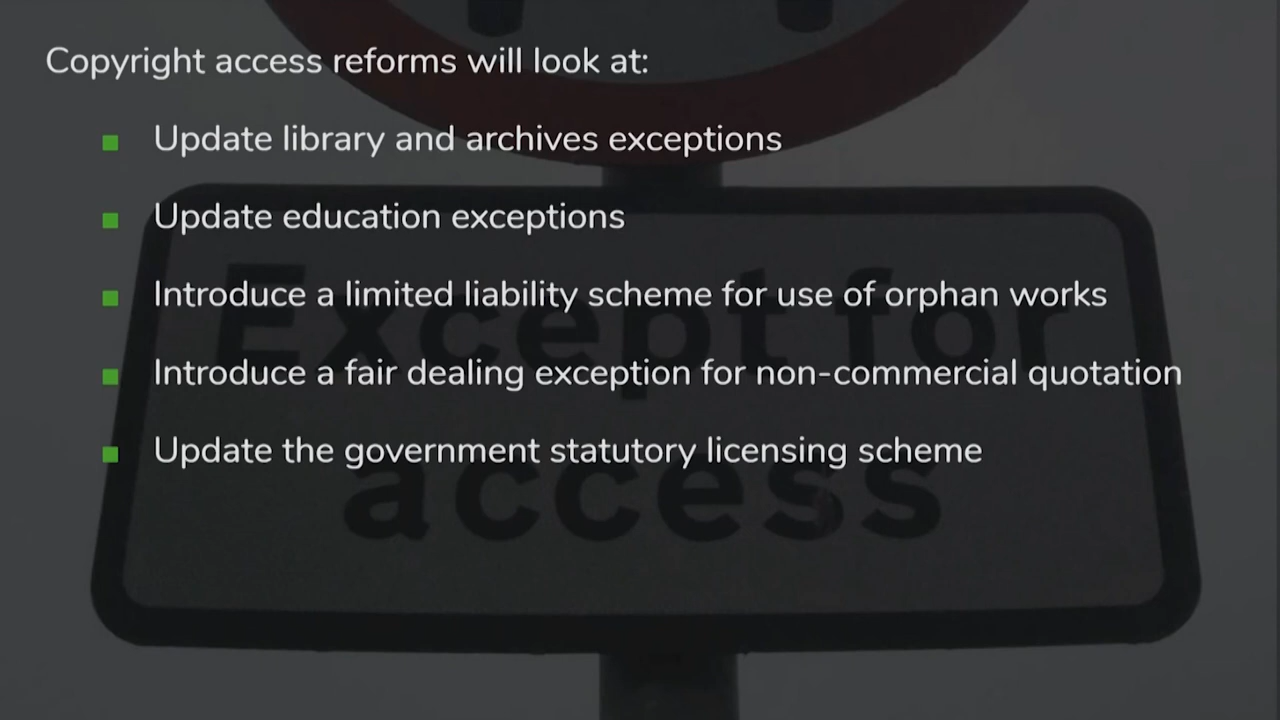 Copyright access reforms will look at:
Update library and archives exceptions
Update education exceptions
Introduce a limited liability scheme for use of orphan works
Introduce a fair dealing exception for non-commercial quotation
Update the government statutory licensing scheme
Except for
access